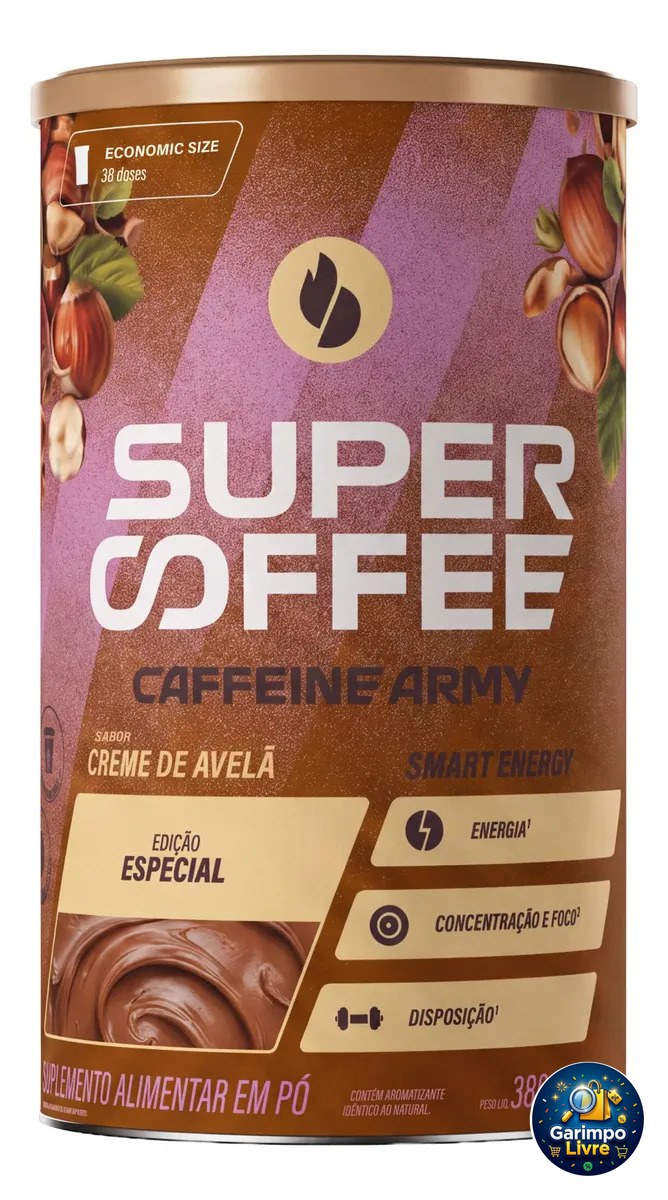 ECONOMIC SIZE
38 doses
SUPER
COFFEE
CAFFEINE ARMY
SABOR
CREME DE AVELÃ
SMART ENERGY
EDIÇÃO
ESPECIAL
ENERGIA¹
CONCENTRAÇÃO E FOCO²
DISPOSIÇÃO¹
SUPLEMENTO ALIMENTAR EM PÓ
CONTÉM AROMATIZANTE
IDÊNTICO AO NATURAL.
PESO LIQ.
Garimpo
Livre